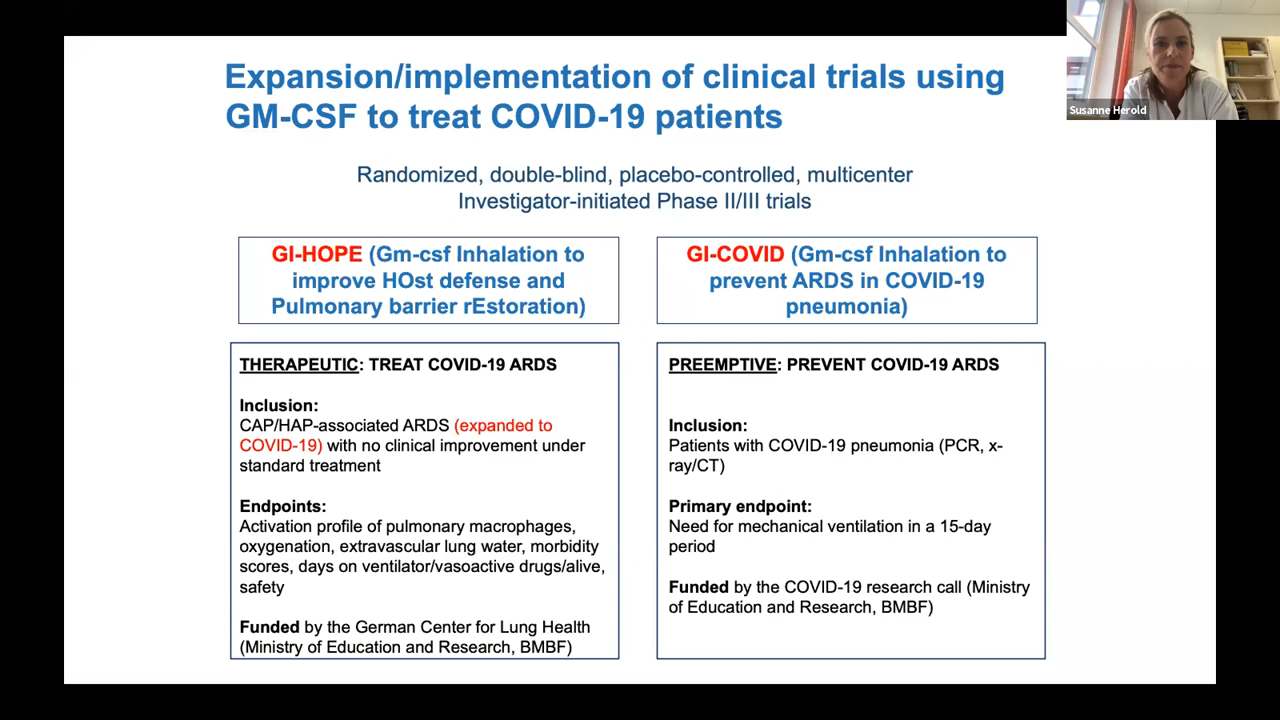 Expansion/implementation of clinical trials using
GM-CSF to treat COVID-19 patients
Susanne Herold
Randomized, double-blind, placebo-controlled, multicenter
Investigator-initiated Phase II/III trials
GI-HOPE (Gm-csf Inhalation to
improve HOst defense and
Pulmonary barrier rEstoration)
GI-COVID (Gm-csf Inhalation to
prevent ARDS in COVID-19
pneumonia)
THERAPEUTIC: TREAT COVID-19 ARDS
Inclusion:
CAP/HAP-associated ARDS (expanded to
COVID-19) with no clinical improvement under
standard treatment
Endpoints:
Activation profile of pulmonary macrophages,
oxygenation, extravascular lung water, morbidity
scores, days on ventilator/vasoactive drugs/alive,
safety
Funded by the German Center for Lung Health
(Ministry of Education and Research, BMBF)
PREEMPTIVE: PREVENT COVID-19 ARDS
Inclusion:
Patients with COVID-19 pneumonia (PCR, x-
ray/CT)
Primary endpoint:
Need for mechanical ventilation in a 15-day
period
Funded by the COVID-19 research call (Ministry
of Education and Research, BMBF)